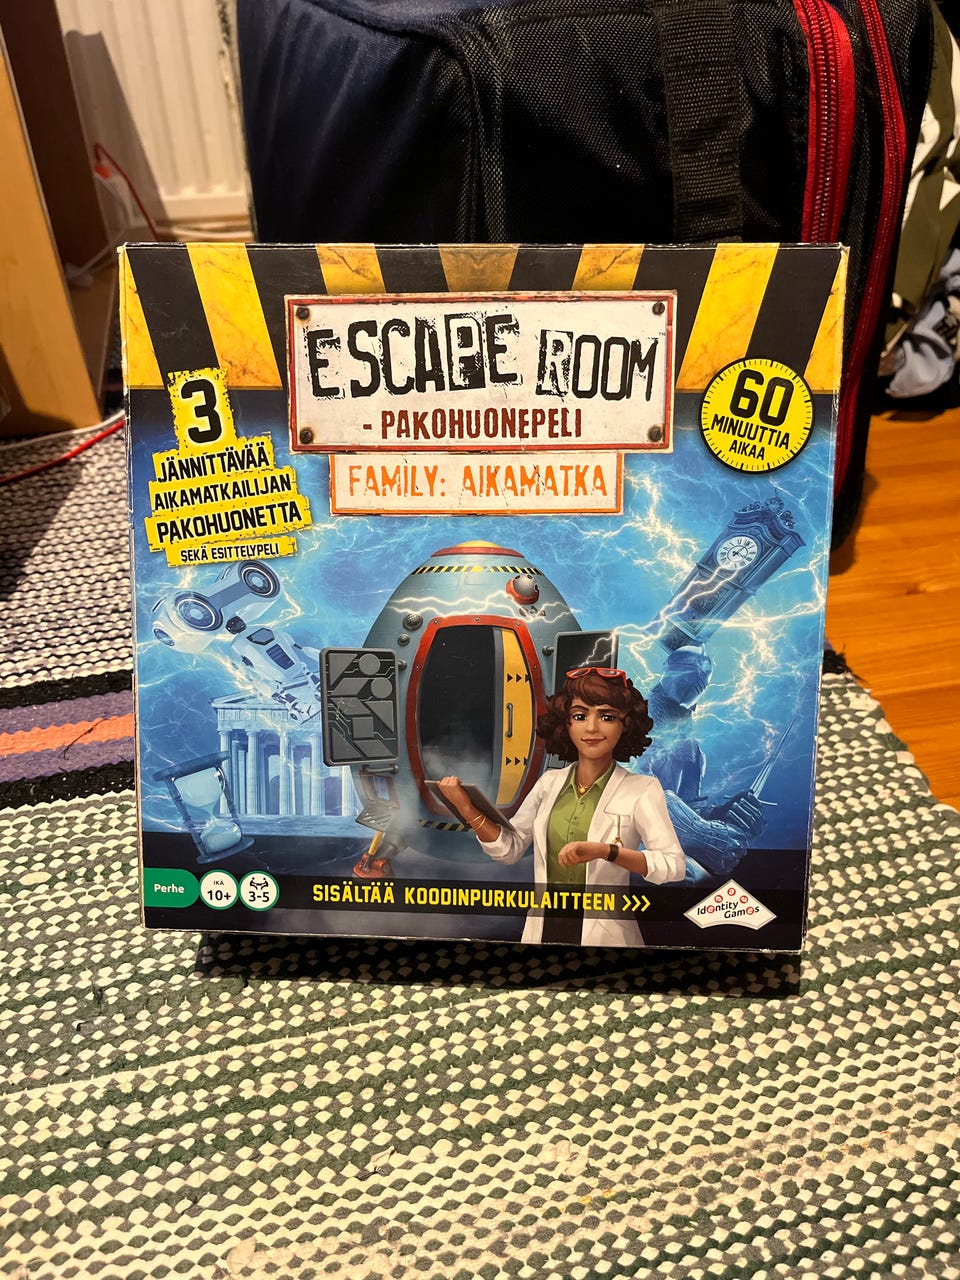 ESCAPE ROOM
- PAKOHUONEPELI
FAMILY: AIKAMATKA
3
JÄNNITTÄVÄÄ
AIKAMATKAILIJAN
PAKOHUONETTA
SEKÄ ESITTELYPELI
60
MINUUTTIA
AIKAA
Perhe
IKÄ
10+
3-5
SISÄLTÄÄ KOODINPURKULAITTEEN >>>
Identity
Games